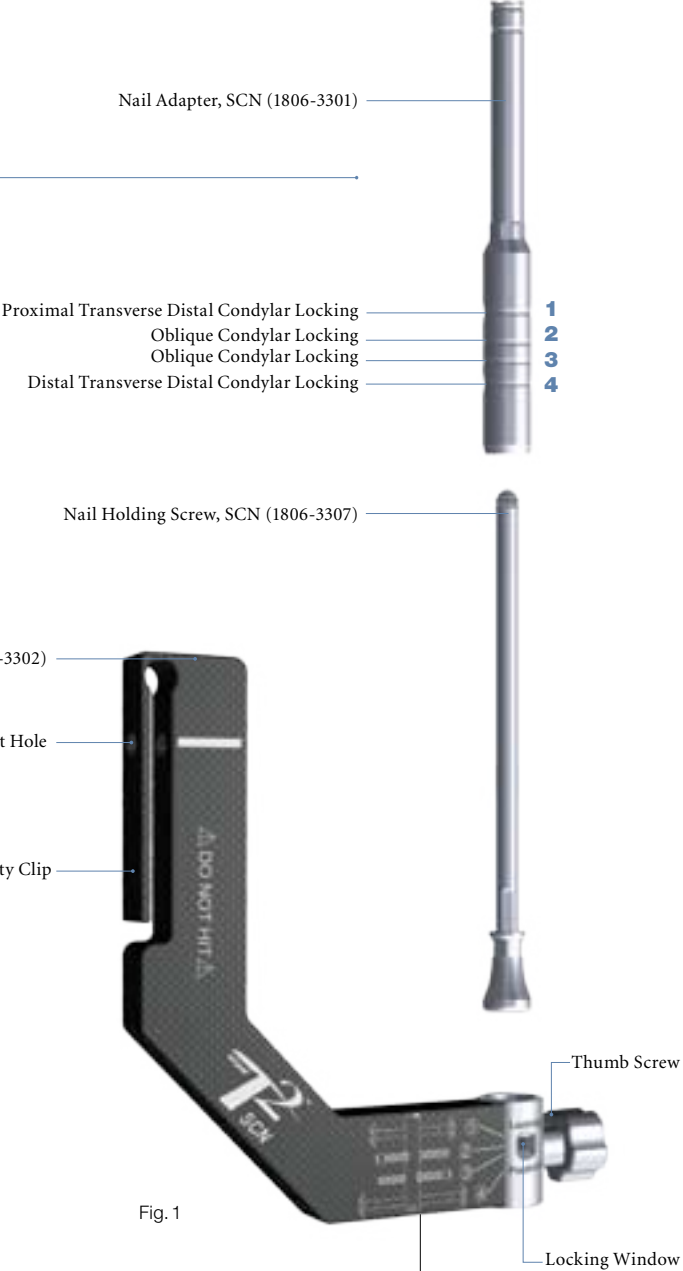 Nail Adapter, SCN (1806-3301)
Proximal Transverse Distal Condylar Locking 1
Oblique Condylar Locking 2
Oblique Condylar Locking 3
Distal Transverse Distal Condylar Locking 4
Nail Holding Screw, SCN (1806-3307)
-3302)
t Hole
ty Clip
⚠ DO NOT HIT ⚠
T2
SCN
Thumb Screw
Fig. 1
Locking Window